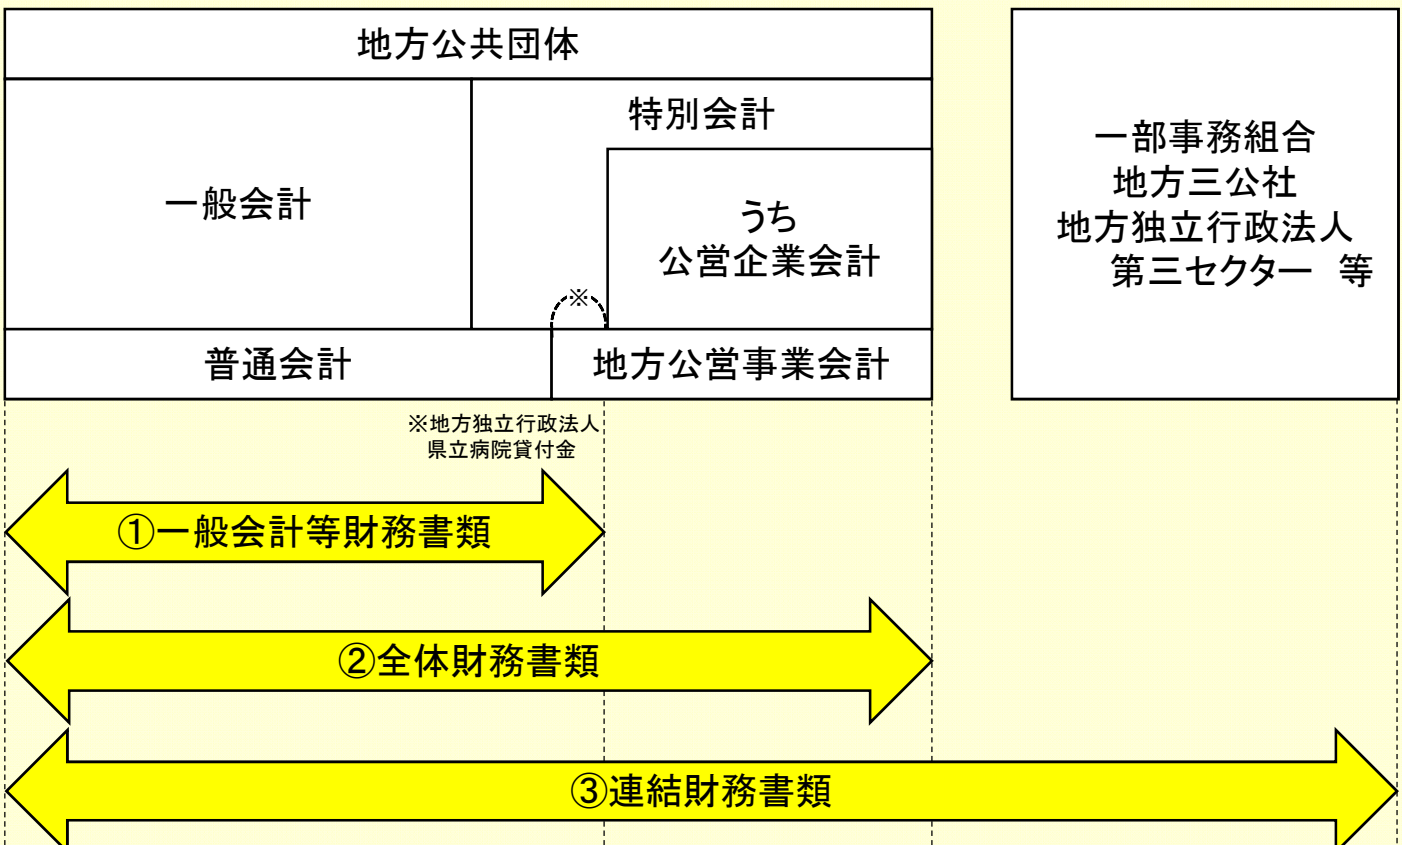 地方公共団体
一般会計
特別会計
うち
公営企業会計
※
普通会計
地方公営事業会計
※地方独立行政法人
県立病院貸付金
一部事務組合
地方三公社
地方独立行政法人
第三セクター 等
①一般会計等財務書類
②全体財務書類
③連結財務書類